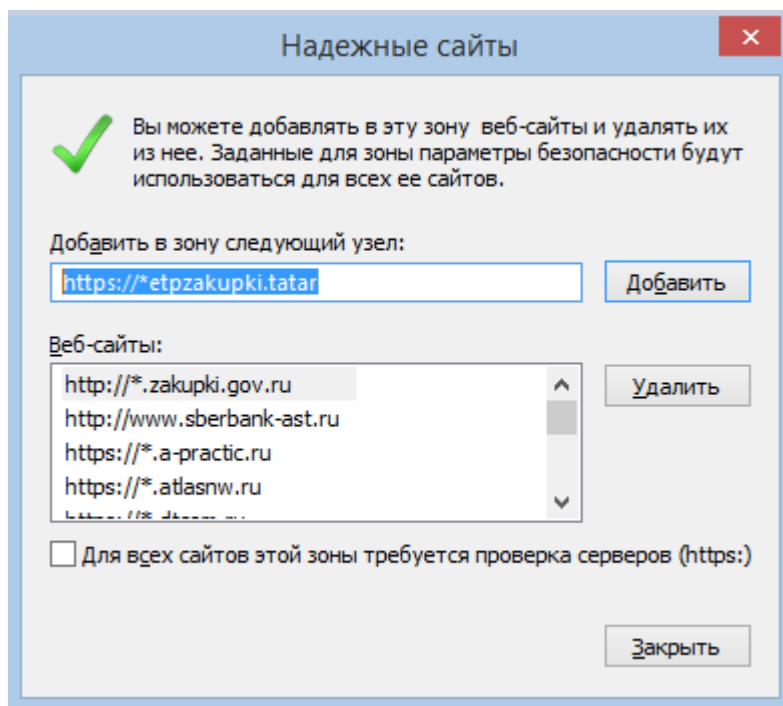 Надежные сайты
Вы можете добавлять в эту зону веб-сайты и удалять их
из нее. Заданные для зоны параметры безопасности будут
использоваться для всех ее сайтов.
Добавить в зону следующий узел:
https://*etpzakupki.tatar
Добавить
Веб-сайты:
http://*.zakupki.gov.ru
Удалить
http://www.sberbank-ast.ru
https://*.a-practic.ru
https://*.atlasnw.ru
Для всех сайтов этой зоны требуется проверка серверов (https:)
Закрыть